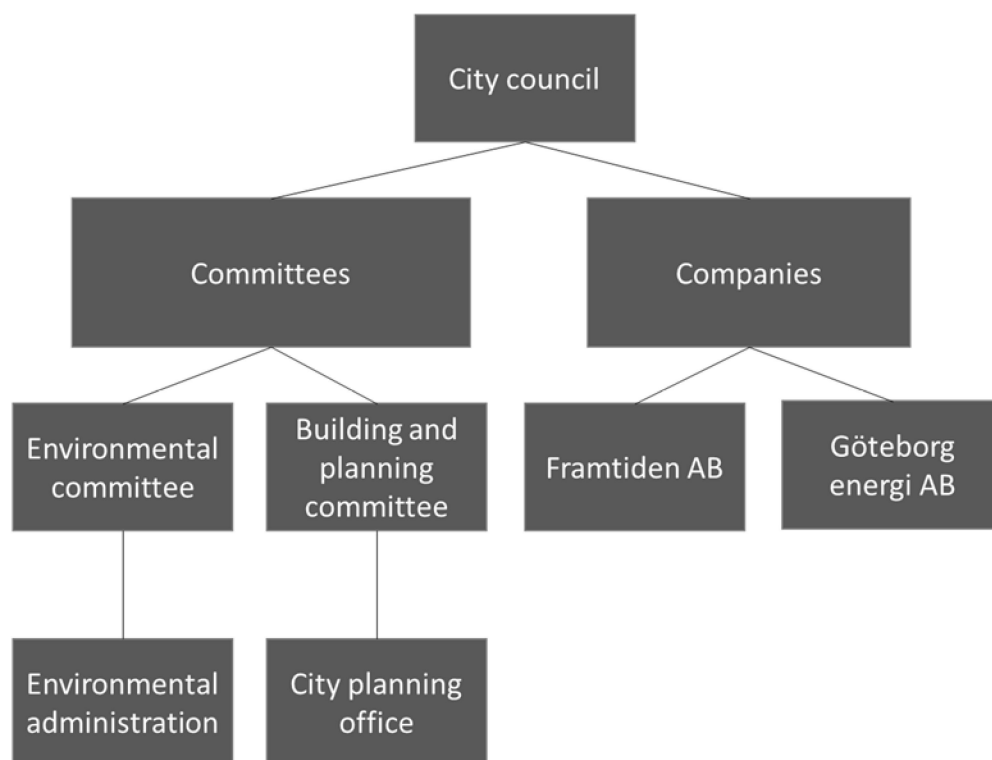 City council
Committees
Companies
Environmental
committee
Building and
planning
committee
Framtiden AB
Göteborg
energi AB
Environmental
administration
City planning
office